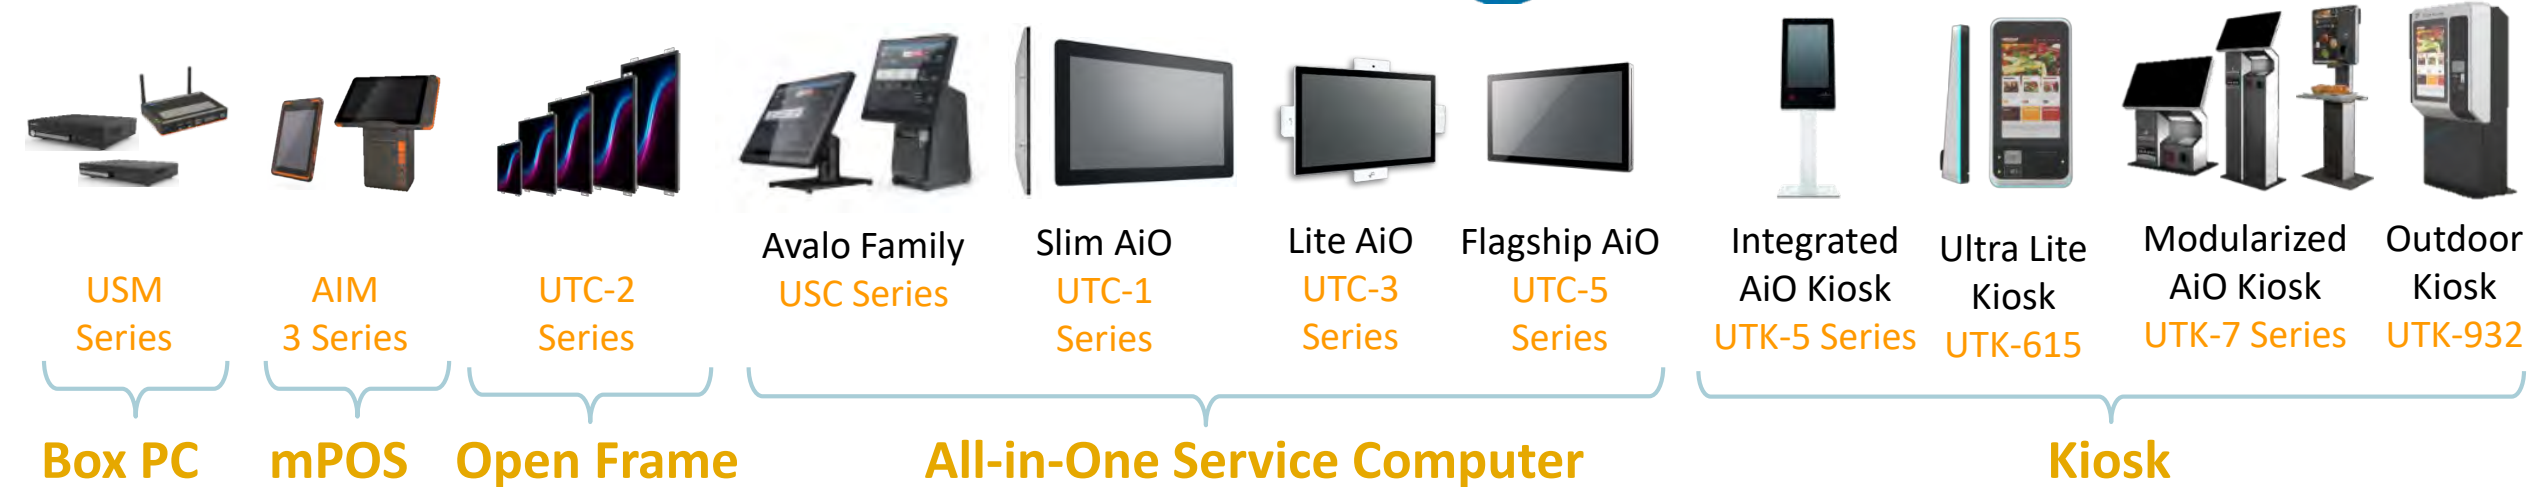 USM
Series
AIM
3 Series
UTC-2
Series
Avalo Family
USC Series
Slim AiO
UTC-1
Series
Lite AiO
UTC-3
Series
Flagship AiO
UTC-5
Series
Integrated
AiO Kiosk
UTK-5 Series
Ultra Lite
Kiosk
UTK-615
Modularized
AiO Kiosk
UTK-7 Series
Outdoor
Kiosk
UTK-932
Box PC
mPOS
Open Frame
All-in-One Service Computer
Kiosk